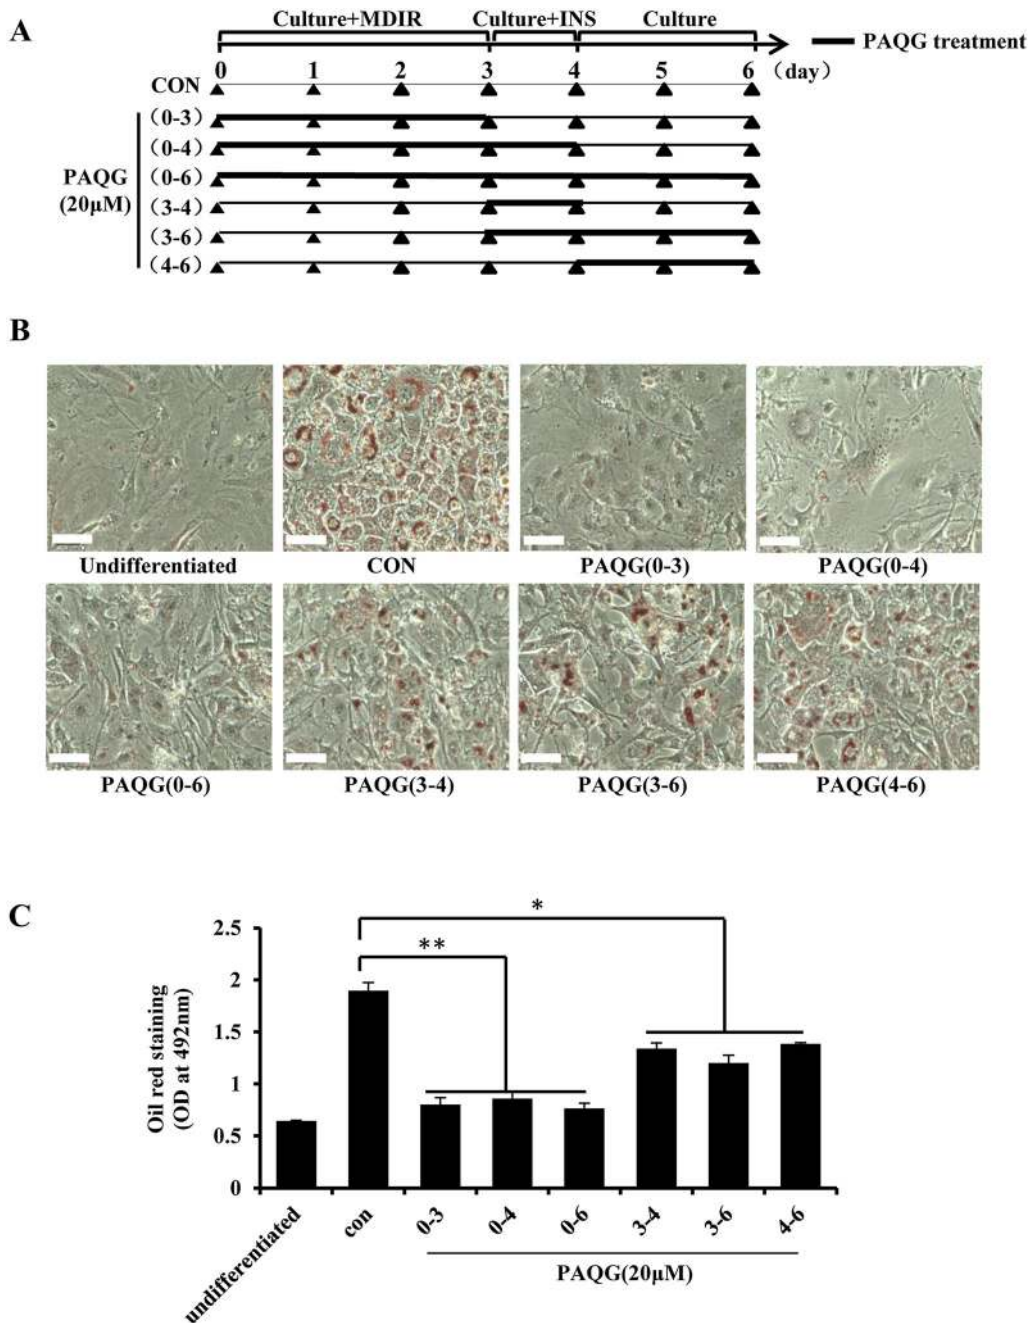 A
Culture+MDIR Culture+INS Culture
PAQG treatment
0 1 2 3 4 5 6 （day）
CON
（0-3）
（0-4）
（0-6）
（3-4）
（3-6）
（4-6）
PAQG
(20μM)
B
Undifferentiated CON PAQG(0-3) PAQG(0-4)
PAQG(0-6) PAQG(3-4) PAQG(3-6) PAQG(4-6)
C
*
**
Oil red staining
(OD at 492nm)
2.5
2
1.5
1
0.5
0
undifferentiated con 0-3 0-4 0-6 3-4 3-6 4-6
PAQG(20μM)